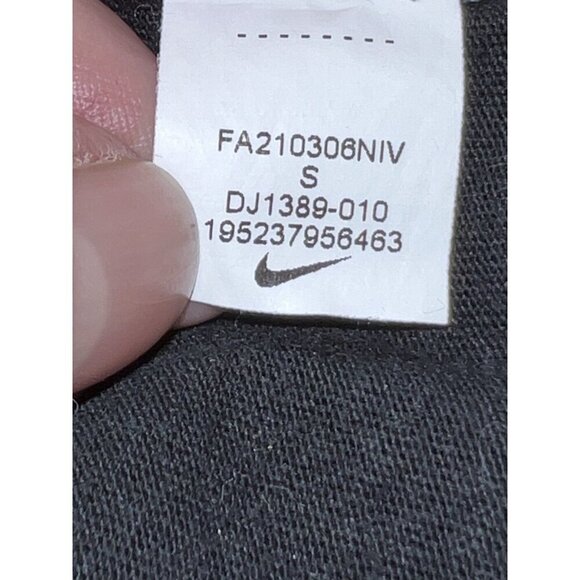 --------
FA210306NIV
S
DJ1389-010
195237956463